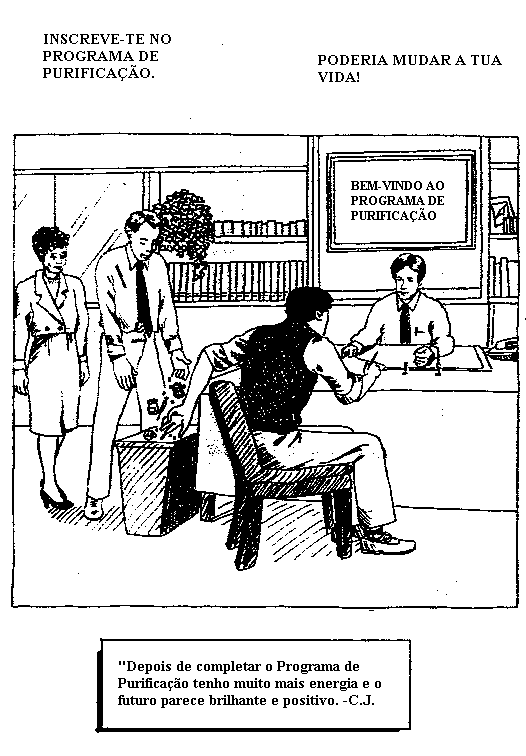 INSCREVE-TE NO
PROGRAMA DE
PURIFICAÇÃO.
PODERIA MUDAR A TUA
VIDA!
BEM-VINDO AO
PROGRAMA DE
PURIFICAÇÃO
"Depois de completar o Programa de
Purificação tenho muito mais energia e o
futuro parece brilhante e positivo. -C.J.